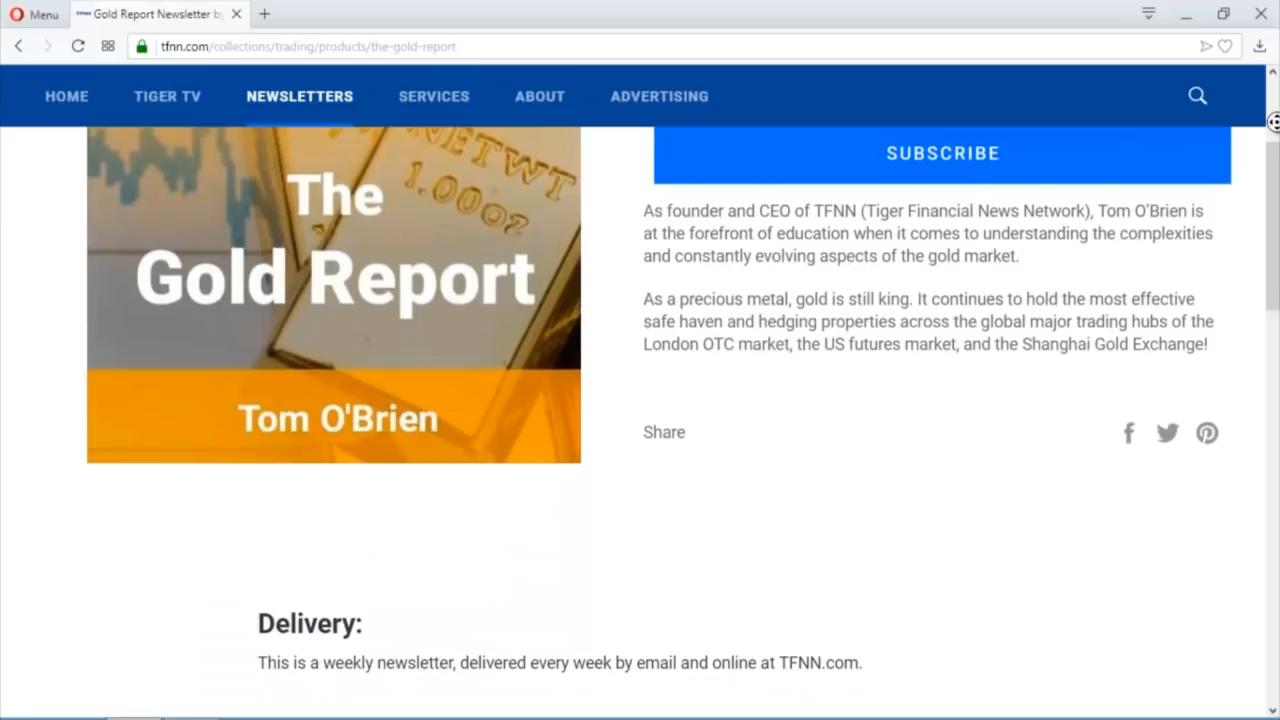 Menu
TFNN Gold Report Newsletter by
tfnn.com/collections/trading/products/the-gold-report
HOME TIGER TV NEWSLETTERS SERVICES ABOUT ADVERTISING
NETWT
1.00oz
The
Gold Report
Tom O'Brien
SUBSCRIBE
As founder and CEO of TFNN (Tiger Financial News Network), Tom O'Brien is
at the forefront of education when it comes to understanding the complexities
and constantly evolving aspects of the gold market.
As a precious metal, gold is still king. It continues to hold the most effective
safe haven and hedging properties across the global major trading hubs of the
London OTC market, the US futures market, and the Shanghai Gold Exchange!
Share
Delivery:
This is a weekly newsletter, delivered every week by email and online at TFNN.com.